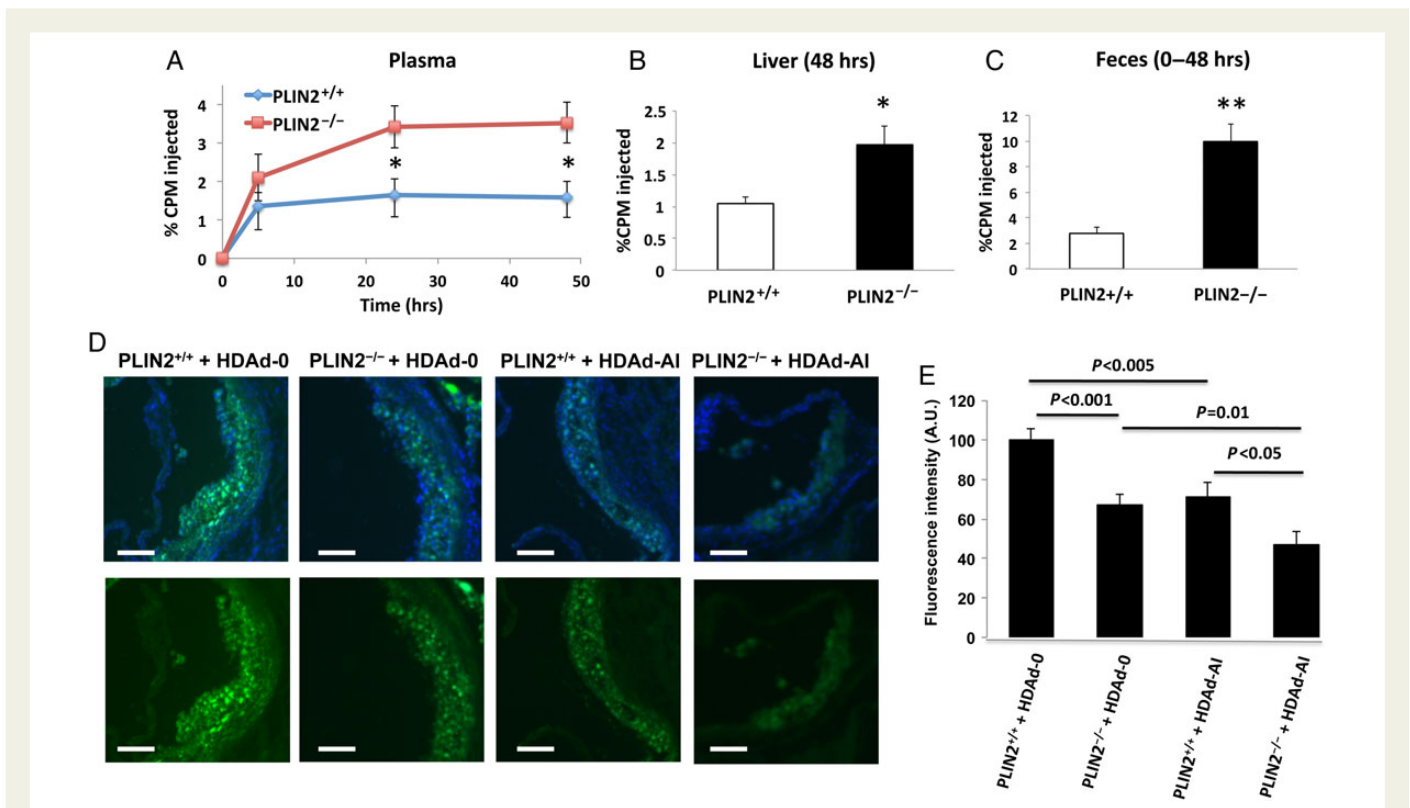 A
Plasma
PLIN2+/+
PLIN2−/−
4
3
2
1
0
* *
% CPM injected
0 10 20 30 40 50
Time (hrs)
B
Liver (48 hrs)
2.5
2
1.5
1
0.5
0
*
%CPM injected
PLIN2+/+ PLIN2−/−
C
Feces (0–48 hrs)
12
10
8
6
4
2
0
**
%CPM injected
PLIN2+/+ PLIN2−/−
D
PLIN2+/+ + HDAd-0 PLIN2−/− + HDAd-0 PLIN2+/+ + HDAd-AI PLIN2−/− + HDAd-AI
E
P<0.005
P<0.001
P=0.01
P<0.05
120
100
80
60
40
20
0
Fluorescence intensity (A.U.)
PLIN2+/+ + HDAd-0
PLIN2−/− + HDAd-0
PLIN2+/+ + HDAd-AI
PLIN2−/− + HDAd-AI